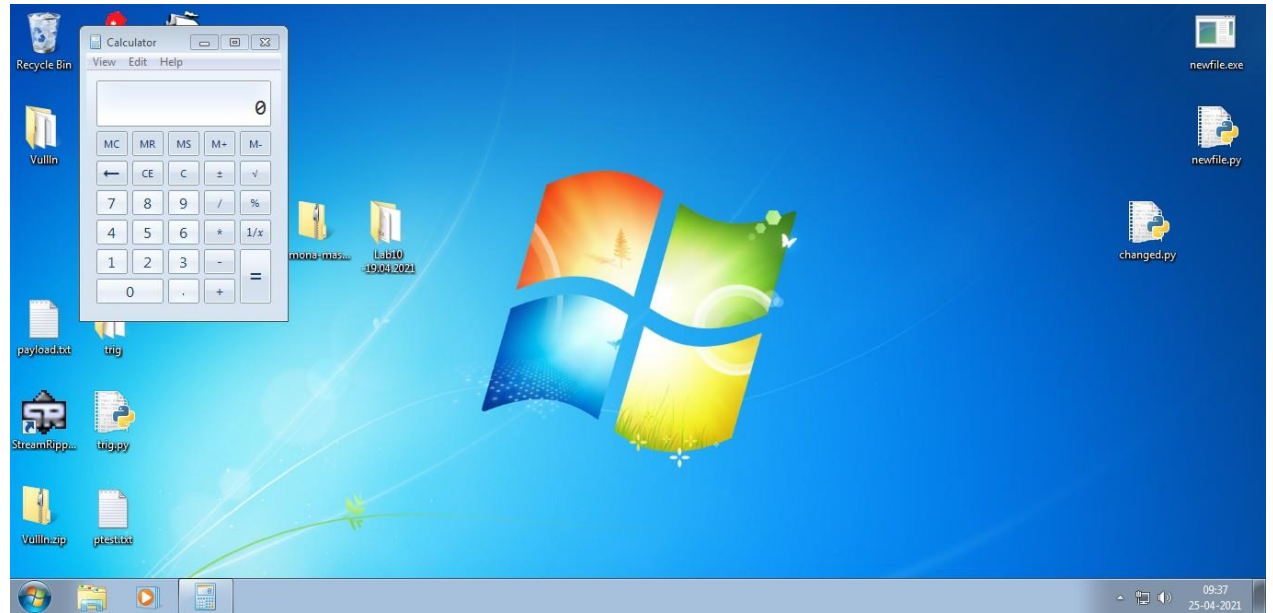 Recycle Bin
Calculator
View Edit Help
0
MC MR MS M+ M-
← CE C ± √
7 8 9 / %
4 5 6 * 1/x
1 2 3 - =
0 . +
Vullln
mona-mas...
Lab10
-19.04.2021
payload.txt
trig
SR
StreamRipp...
trig.py
Vullln.zip
ptest.txt
newfile.exe
newfile.py
changed.py
09:37
25-04-2021